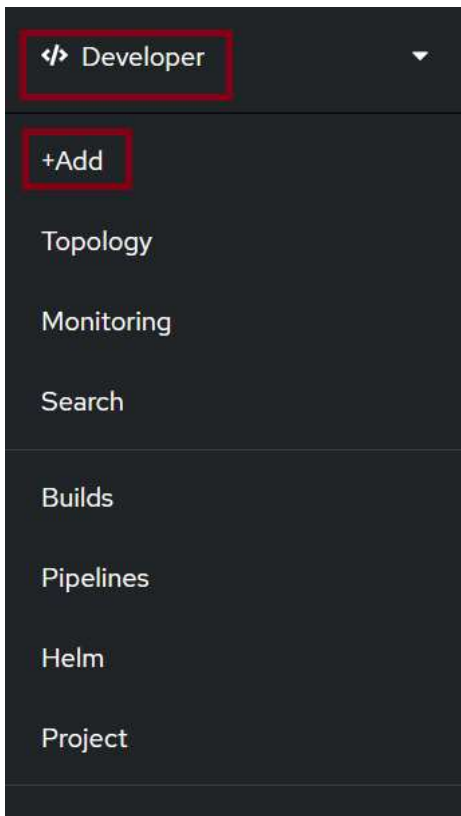 </> Developer
+Add
Topology
Monitoring
Search
Builds
Pipelines
Helm
Project